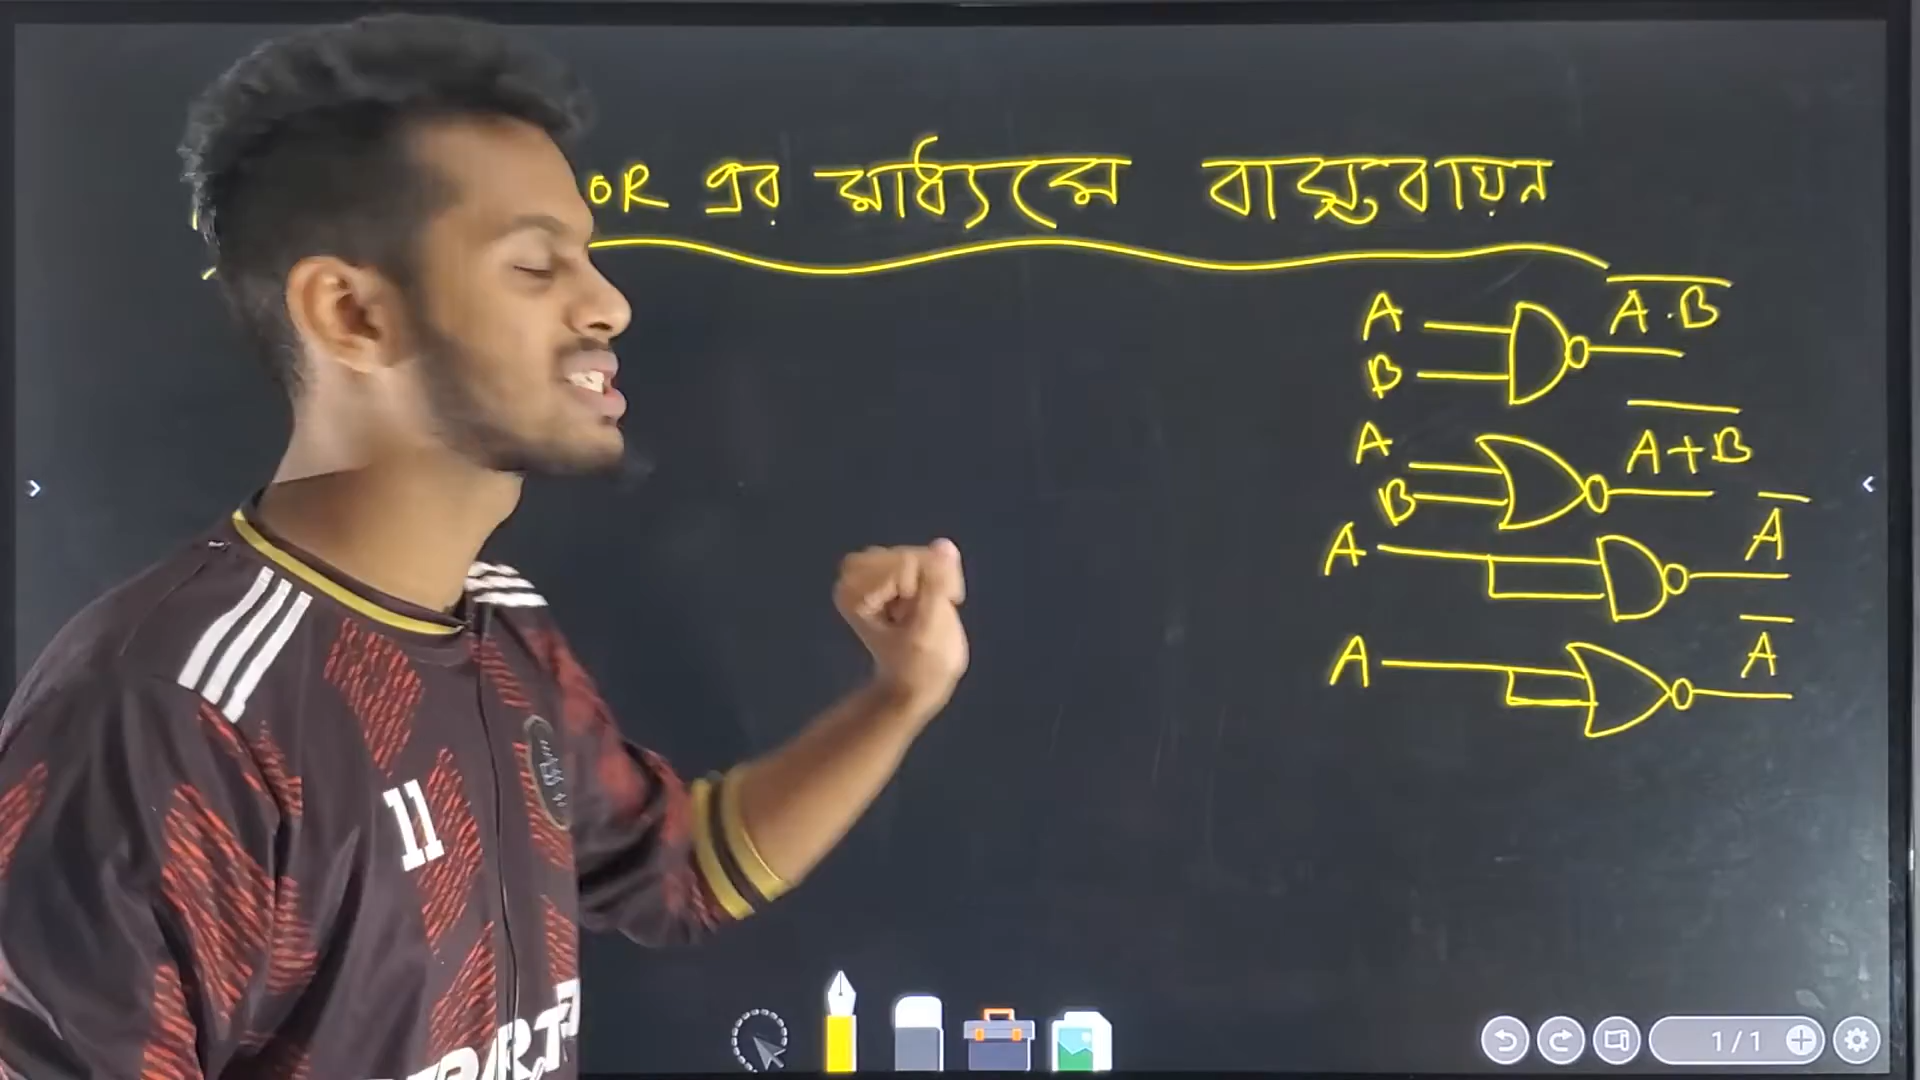 OR এর মাধ্যমে বাস্তবায়ন
A
B
A̅ ̅·̅ ̅B̅
A
B
A̅ ̅+̅ ̅B̅
A
A̅
A
A̅
11
1/1